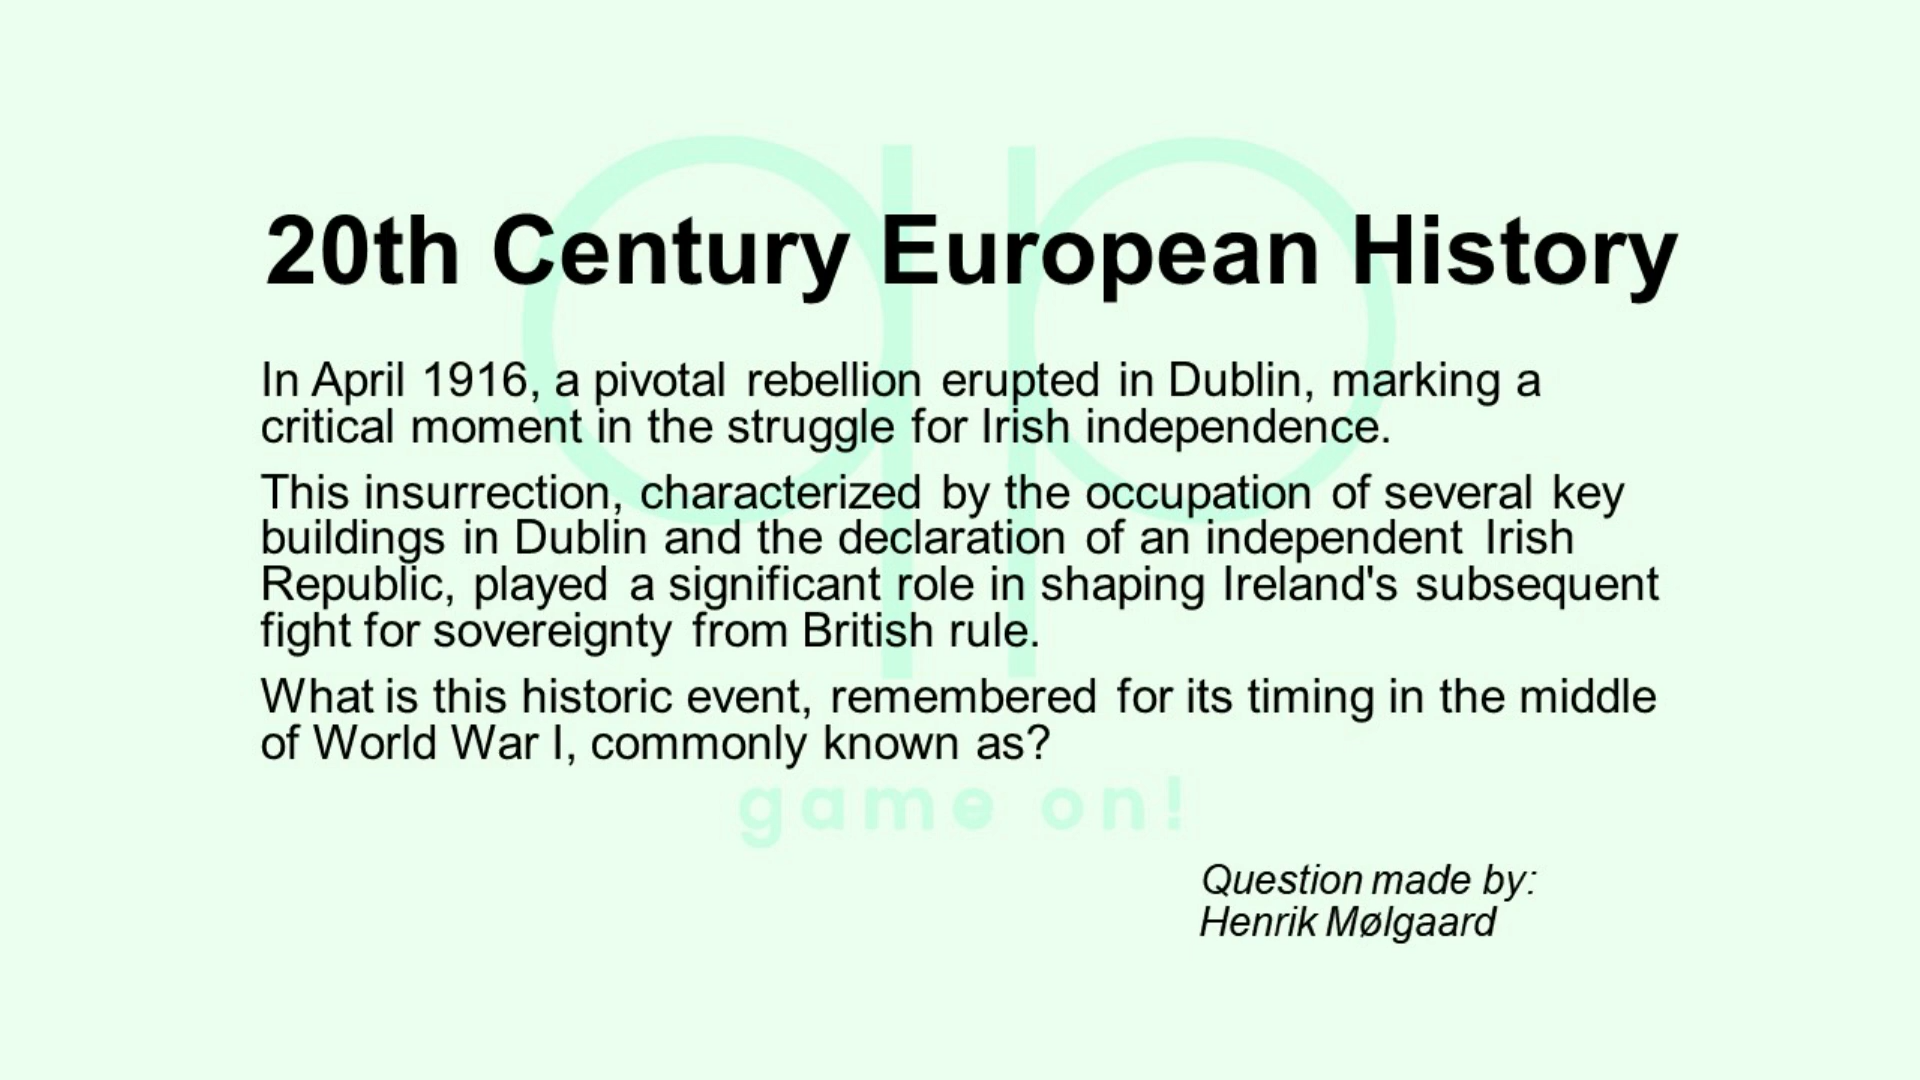 20th Century European History
In April 1916, a pivotal rebellion erupted in Dublin, marking a
critical moment in the struggle for Irish independence.
This insurrection, characterized by the occupation of several key
buildings in Dublin and the declaration of an independent Irish
Republic, played a significant role in shaping Ireland's subsequent
fight for sovereignty from British rule.
What is this historic event, remembered for its timing in the middle
of World War I, commonly known as?
game on!
Question made by:
Henrik Mølgaard